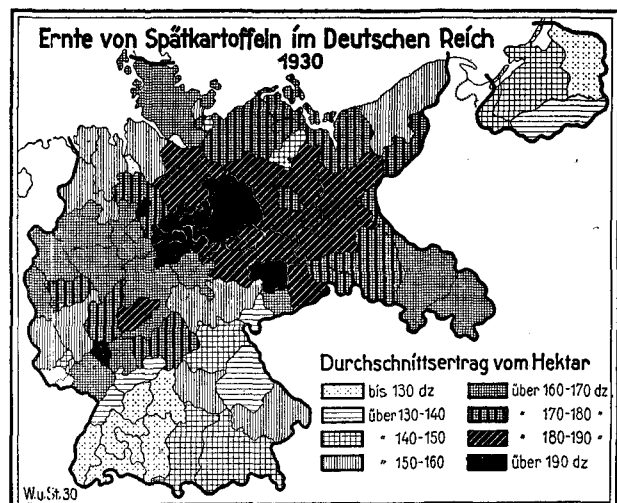 Ernte von Spätkartoffeln im Deutschen Reich
1930
Durchschnittsertrag vom Hektar
bis 130 dz
über 130-140
" 140-150
" 150-160
über 160-170 dz
" 170-180 "
" 180-190 "
über 190 dz
W.u.St.30